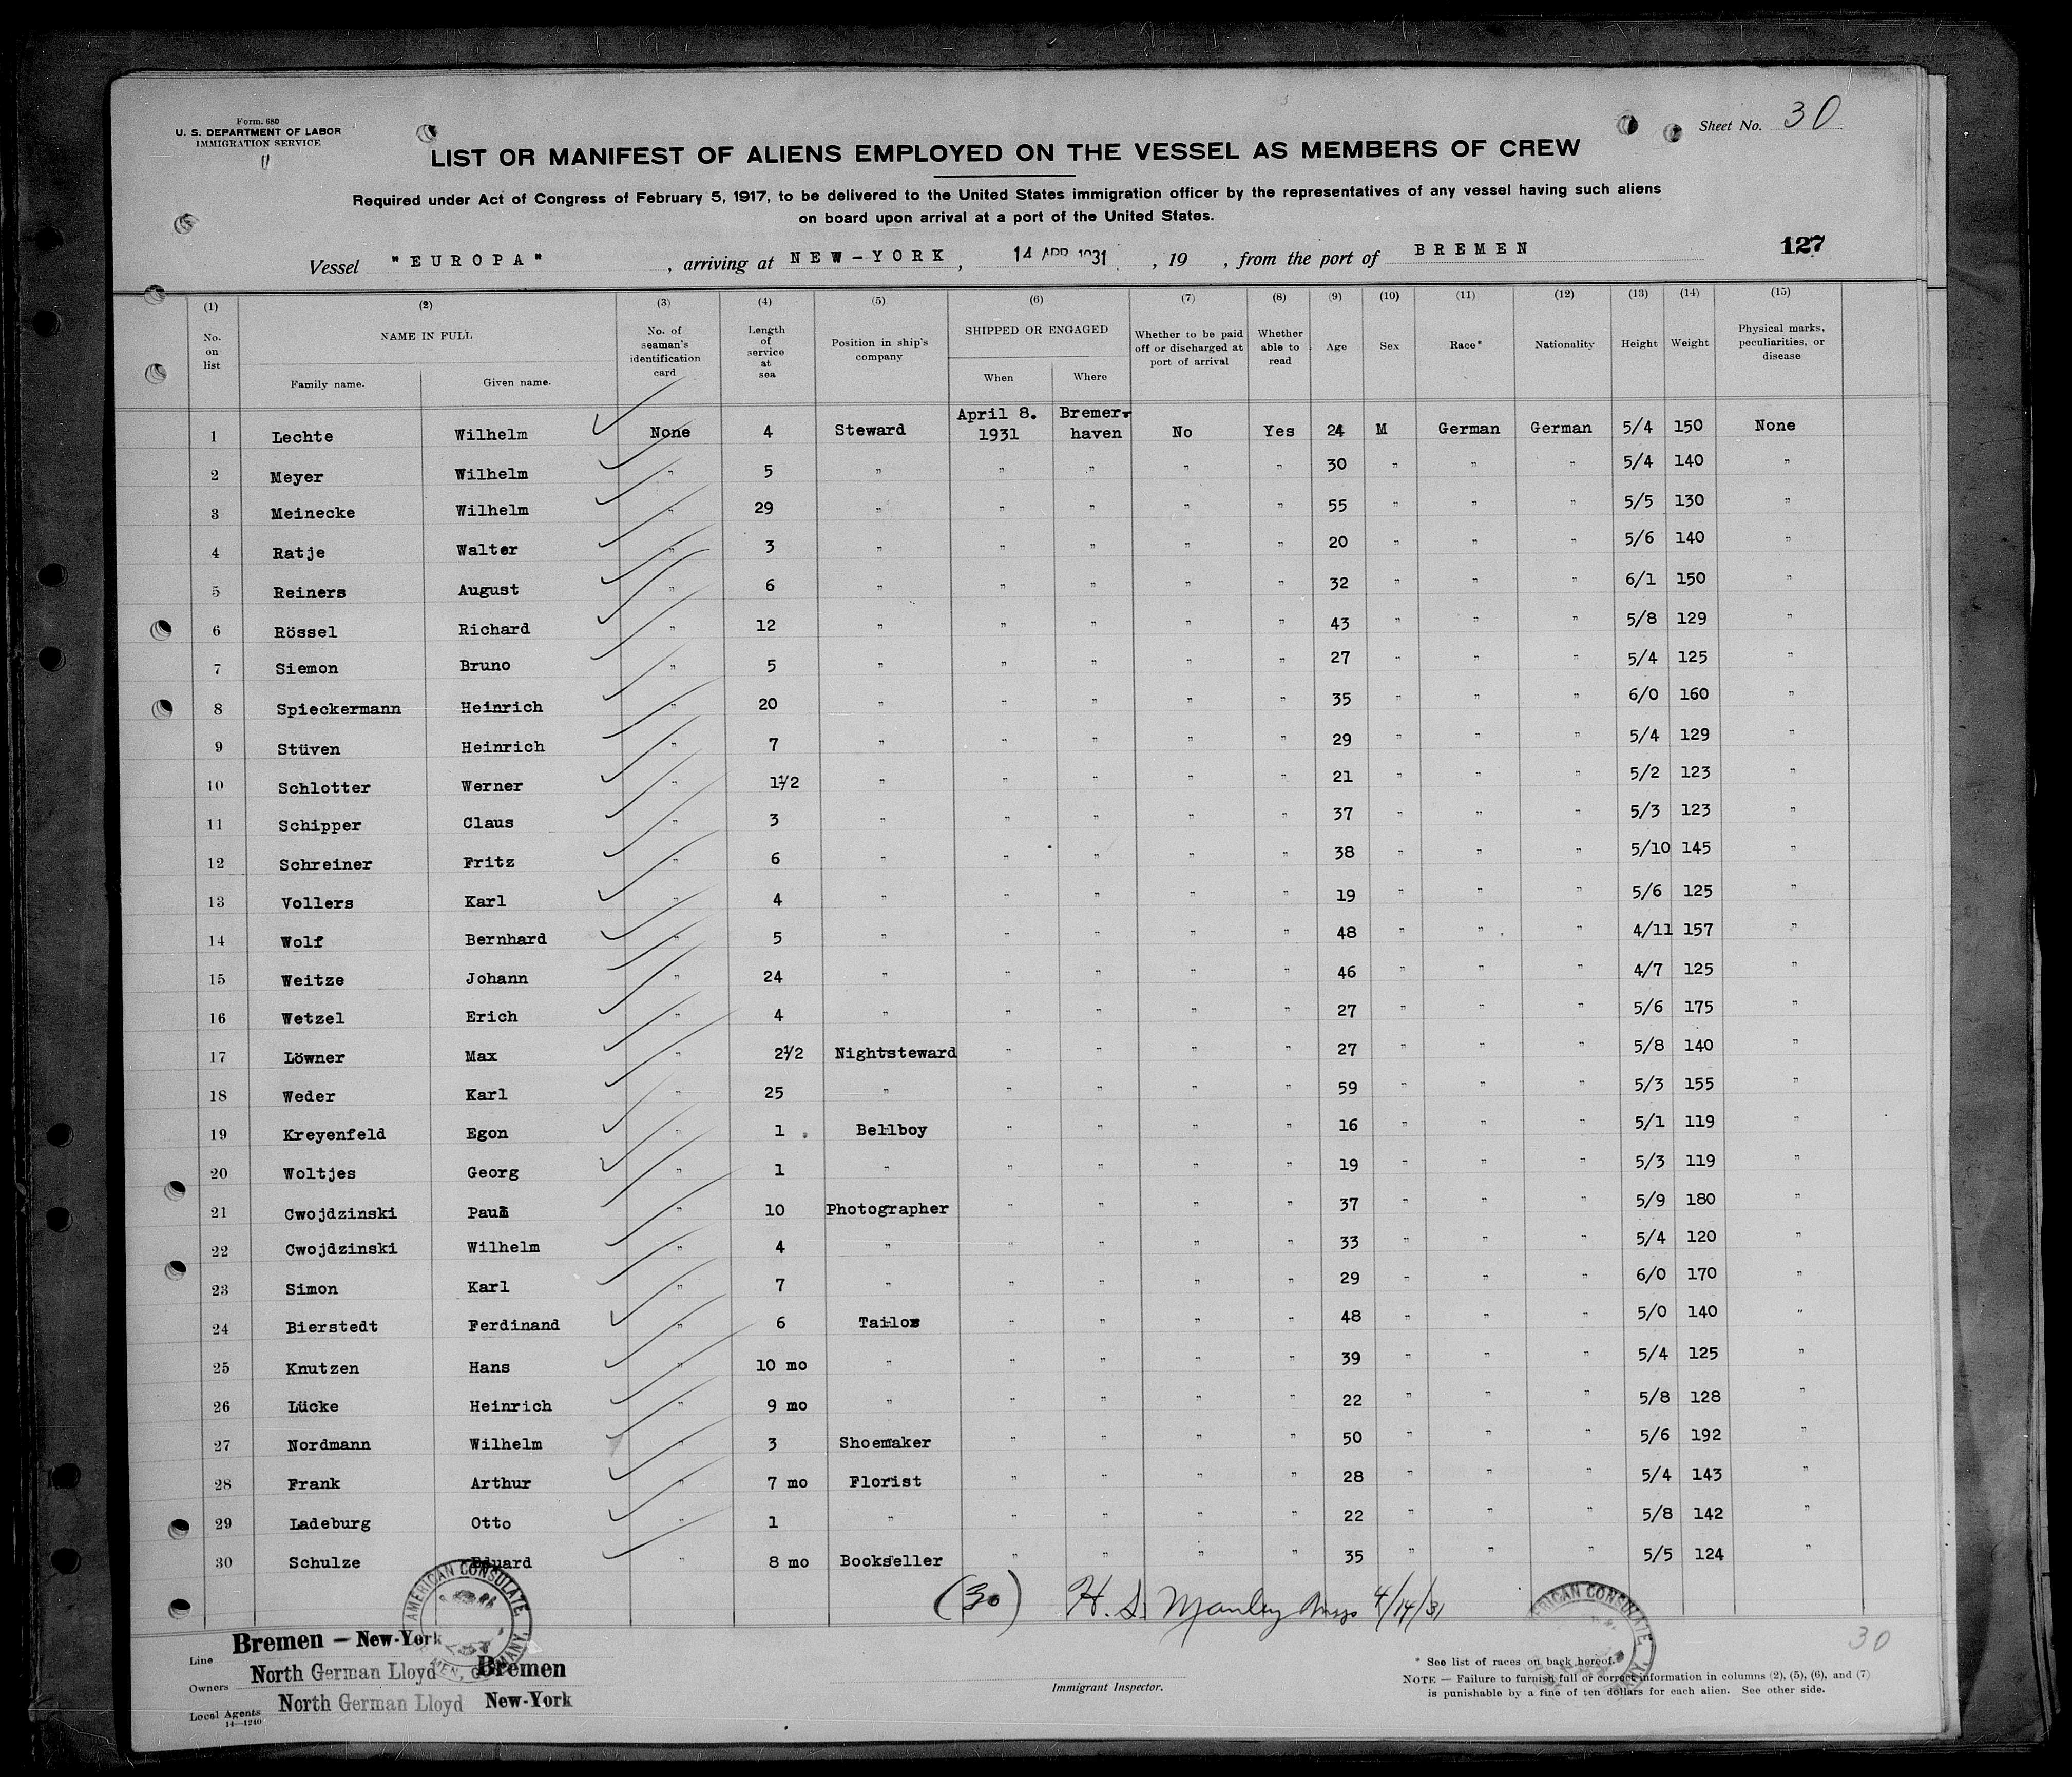 Form. 680
U. S. DEPARTMENT OF LABOR
IMMIGRATION SERVICE
Sheet No. 30
LIST OR MANIFEST OF ALIENS EMPLOYED ON THE VESSEL AS MEMBERS OF CREW
Required under Act of Congress of February 5, 1917, to be delivered to the United States immigration officer by the representatives of any vessel having such aliens
on board upon arrival at a port of the United States.
Vessel "EUROPA", arriving at NEW-YORK, 14 APR 1931, 19 , from the port of BREMEN 127
(1) (2) (3) (4) (5) (6) (7) (8) (9) (10) (11) (12) (13) (14) (15)
No. on list NAME IN FULL Family name. Given name. No. of seaman's identification card Length of service at sea Position in ship's company SHIPPED OR ENGAGED When Where Whether to be paid off or discharged at port of arrival Whether able to read Age Sex Race* Nationality Height Weight Physical marks, peculiarities, or disease
1 Lechte Wilhelm None 4 Steward April 8. 1931 Bremer-haven No Yes 24 M German German 5/4 150 None
2 Meyer Wilhelm " 5 " " " " " 30 " " " 5/4 140 "
3 Meinecke Wilhelm " 29 " " " " " 55 " " " 5/5 130 "
4 Ratje Walter " 3 " " " " " 20 " " " 5/6 140 "
5 Reiners August " 6 " " " " " 32 " " " 6/1 150 "
6 Rössel Richard " 12 " " " " " 43 " " " 5/8 129 "
7 Siemon Bruno " 5 " " " " " 27 " " " 5/4 125 "
8 Spieckermann Heinrich " 20 " " " " " 35 " " " 6/0 160 "
9 Stüven Heinrich " 7 " " " " " 29 " " " 5/4 129 "
10 Schlotter Werner " 1½ " " " " " 21 " " " 5/2 123 "
11 Schipper Claus " 3 " " " " " 37 " " " 5/3 123 "
12 Schreiner Fritz " 6 " " " " " 38 " " " 5/10 145 "
13 Vollers Karl " 4 " " " " " 19 " " " 5/6 125 "
14 Wolf Bernhard " 5 " " " " " 48 " " " 4/11 157 "
15 Weitze Johann " 24 " " " " " 46 " " " 4/7 125 "
16 Wetzel Erich " 4 " " " " " 27 " " " 5/6 175 "
17 Löwner Max " 2½ Nightsteward " " " " 27 " " " 5/8 140 "
18 Weder Karl " 25 " " " " " 59 " " " 5/3 155 "
19 Kreyenfeld Egon " 1 Bellboy " " " " 16 " " " 5/1 119 "
20 Woltjes Georg " 1 " " " " " 19 " " " 5/3 119 "
21 Cwojdzinski Paul " 10 Photographer " " " " 37 " " " 5/9 180 "
22 Cwojdzinski Wilhelm " 4 " " " " " 33 " " " 5/4 120 "
23 Simon Karl " 7 " " " " " 29 " " " 6/0 170 "
24 Bierstedt Ferdinand " 6 Tailor " " " " 48 " " " 5/0 140 "
25 Knutzen Hans " 10 mo " " " " " 39 " " " 5/4 125 "
26 Lücke Heinrich " 9 mo " " " " " 22 " " " 5/8 128 "
27 Nordmann Wilhelm " 3 Shoemaker " " " " 50 " " " 5/6 192 "
28 Frank Arthur " 7 mo Florist " " " " 28 " " " 5/4 143 "
29 Ladeburg Otto " 1 " " " " " 22 " " " 5/8 142 "
30 Schulze Eduard " 8 mo Bookseller " " " " 35 " " " 5/5 124 "
(30) H. S. Manley 4/14/31
AMERICAN CONSULATE
AMERICAN CONSULATE
30
Line Bremen – New-York
Owners North German Lloyd Bremen
Local Agents North German Lloyd New-York
14—1240
Immigrant Inspector.
* See list of races on back hereof.
NOTE — Failure to furnish full or correct information in columns (2), (5), (6), and (7)
is punishable by a fine of ten dollars for each alien. See other side.